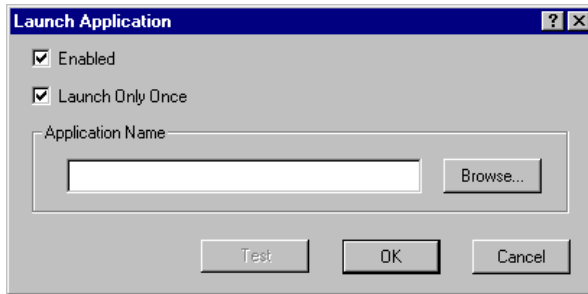 Launch Application
Enabled
Launch Only Once
Application Name
Browse...
Test
OK
Cancel